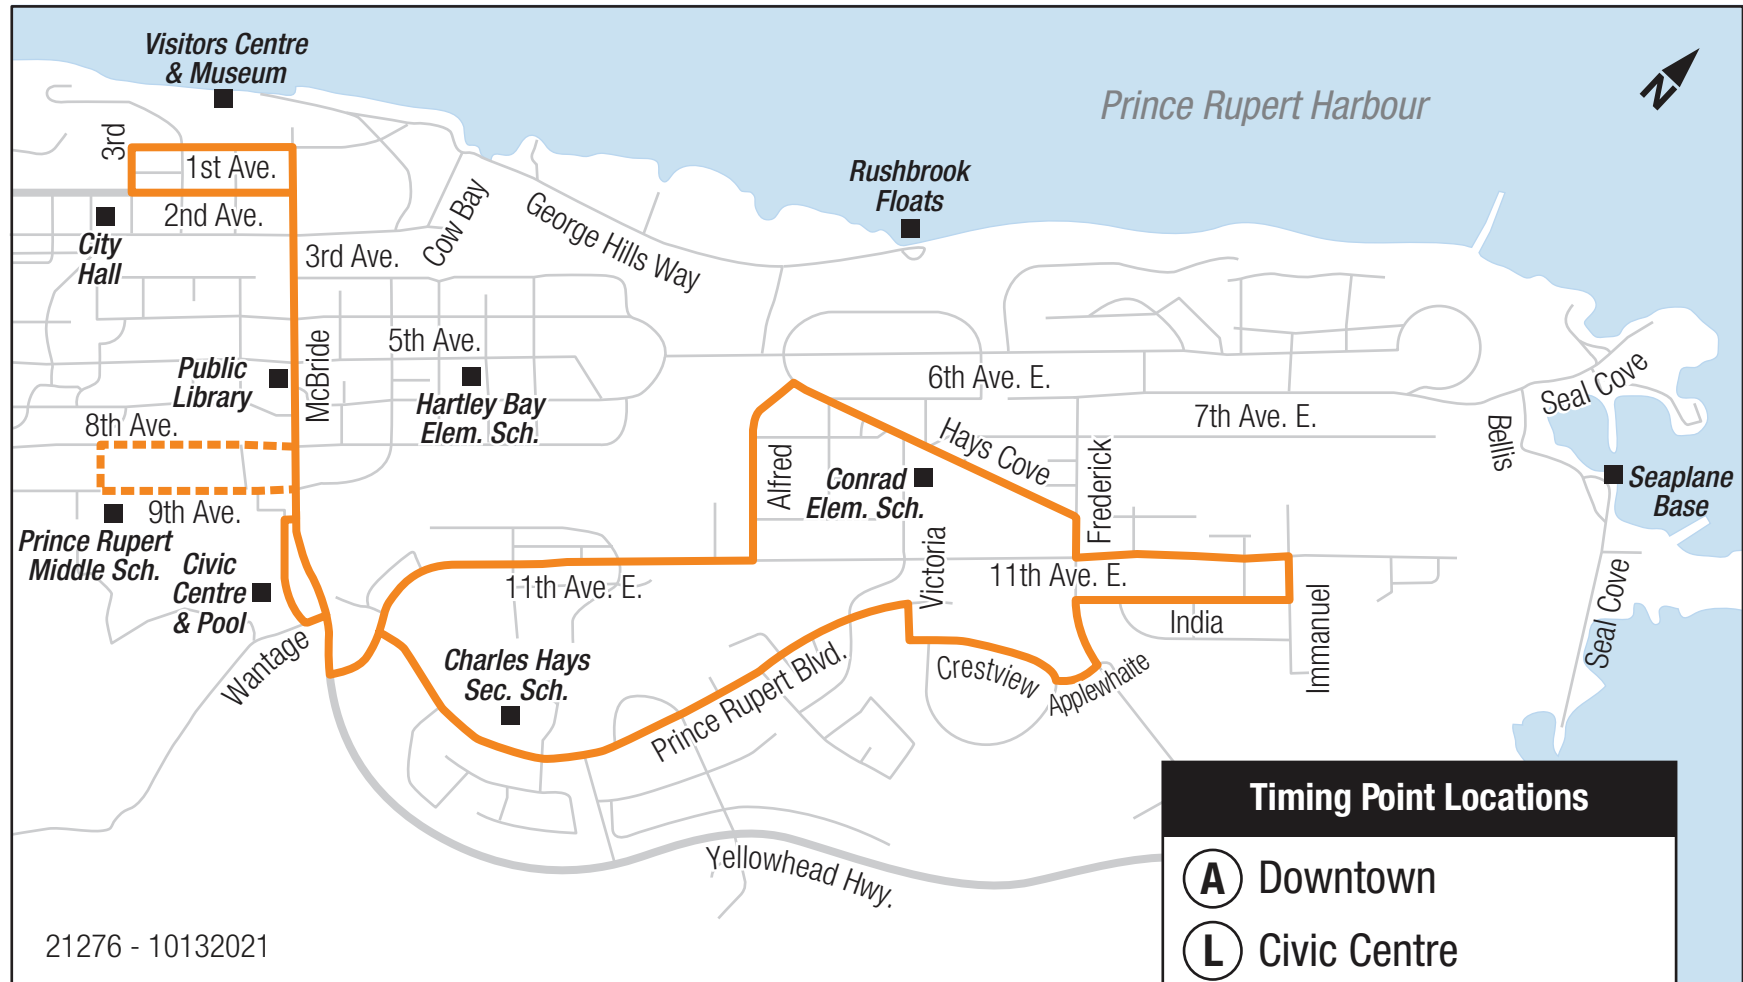 Visitors Centre
& Museum
N
Prince Rupert Harbour
3rd
1st Ave.
2nd Ave.
City
Hall
3rd Ave.
Cow Bay
George Hills Way
Rushbrook
Floats
5th Ave.
McBride
Public
Library
Hartley Bay
Elem. Sch.
6th Ave. E.
7th Ave. E.
Seal Cove
Bellis
8th Ave.
9th Ave.
Prince Rupert
Middle Sch.
Civic
Centre
& Pool
Alfred
Hays Cove
Conrad
Elem. Sch.
Frederick
Seaplane
Base
Victoria
11th Ave. E.
11th Ave. E.
India
Immanuel
Seal Cove
Wantage
Charles Hays
Sec. Sch.
Prince Rupert Blvd.
Crestview
Applewhaite
Yellowhead Hwy.
Timing Point Locations
A Downtown
L Civic Centre
21276 - 10132021